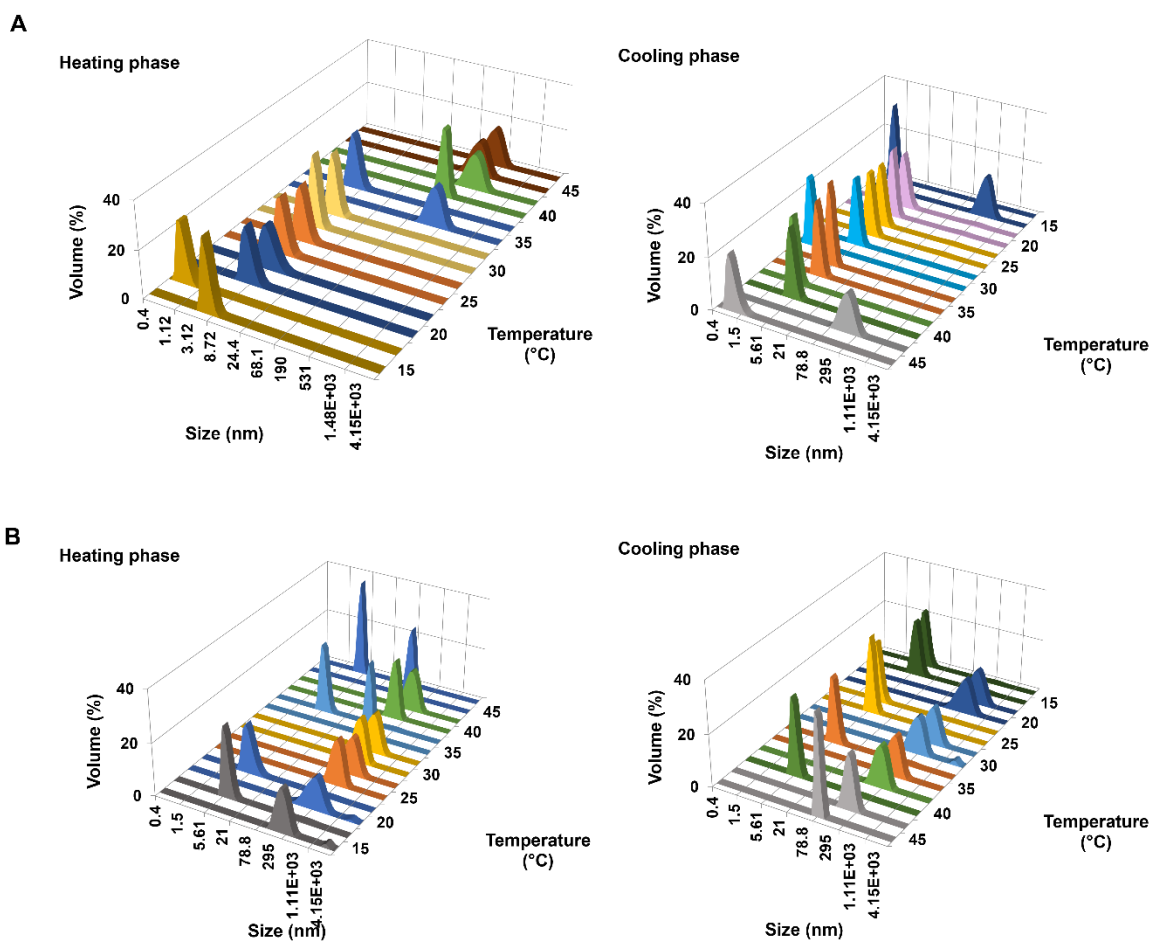 A
Heating phase
Cooling phase
Volume (%)
40
20
0
0.4
1.12
3.12
8.72
24.4
68.1
190
531
1.48E+03
4.15E+03
Size (nm)
15
20
25
30
35
40
45
Temperature
(°C)
Volume (%)
40
20
0
0.4
1.5
5.61
21
78.8
295
1.11E+03
4.15E+03
Size (nm)
45
40
35
30
25
20
15
Temperature
(°C)
B
Heating phase
Cooling phase
Volume (%)
40
20
0
0.4
1.5
5.61
21
78.8
295
1.11E+03
4.15E+03
Size (nm)
15
20
25
30
35
40
45
Temperature
(°C)
Volume (%)
40
20
0
0.4
1.5
5.61
21
78.8
295
1.11E+03
4.15E+03
Size (nm)
45
40
35
30
25
20
15
Temperature
(°C)